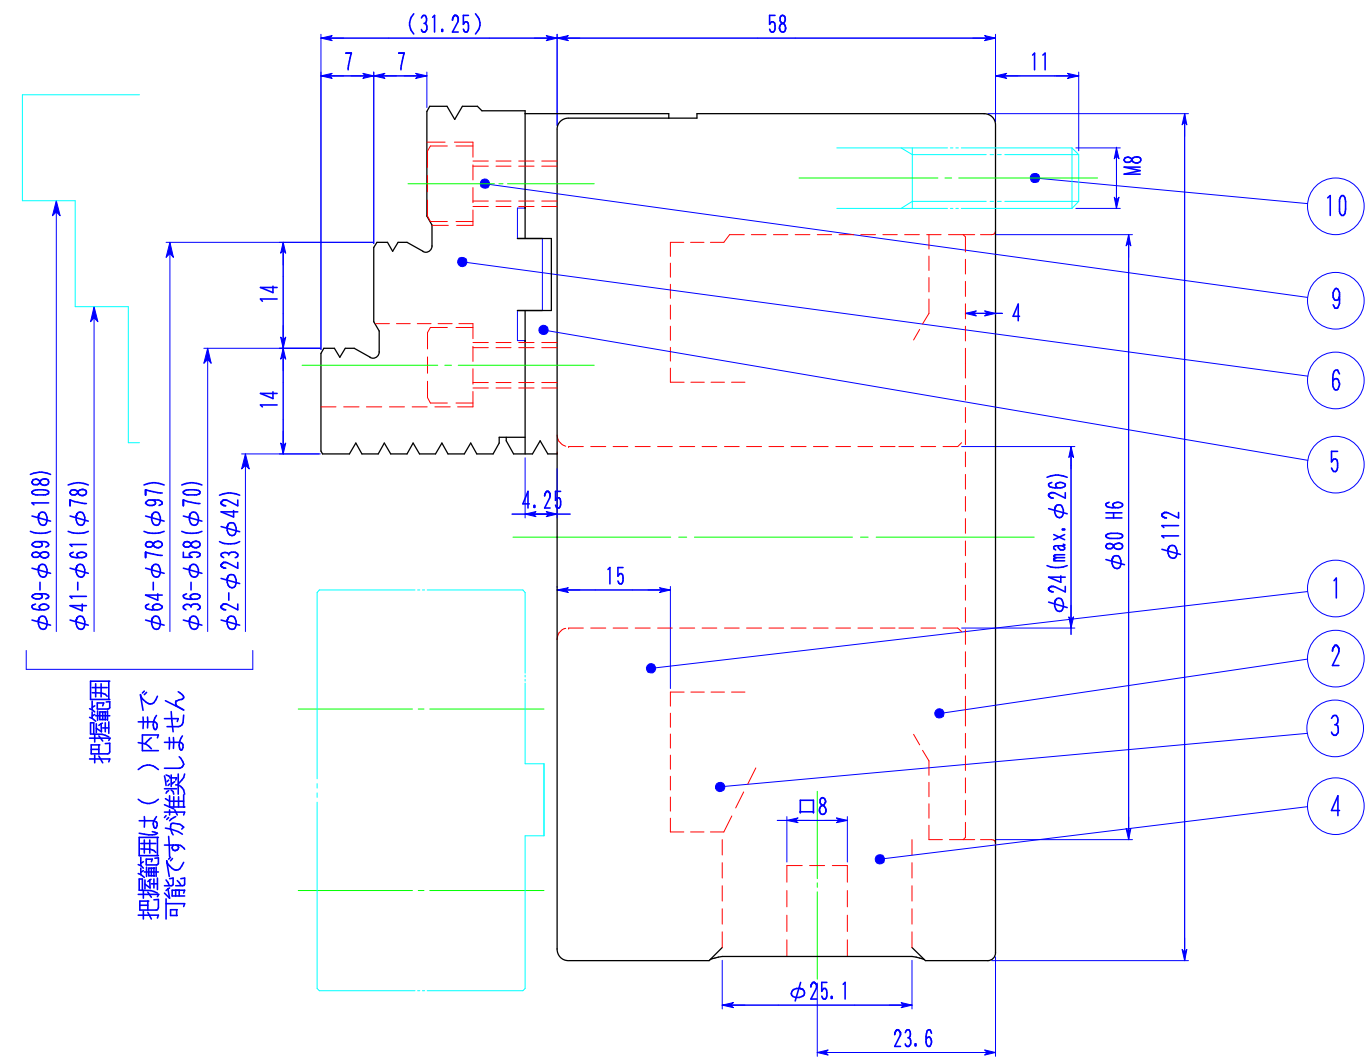 (31.25)
58
7
7
11
M8
10
14
9
4
6
14
5
4.25
φ69-φ89(φ108)
φ41-φ61(φ78)
φ64-φ78(φ97)
φ36-φ58(φ70)
φ2-φ23(φ42)
φ24(max.φ26)
φ80 H6
φ112
15
1
2
3
4
把握範囲
把握範囲は( )内まで
可能ですが推奨しません
口8
φ25.1
23.6